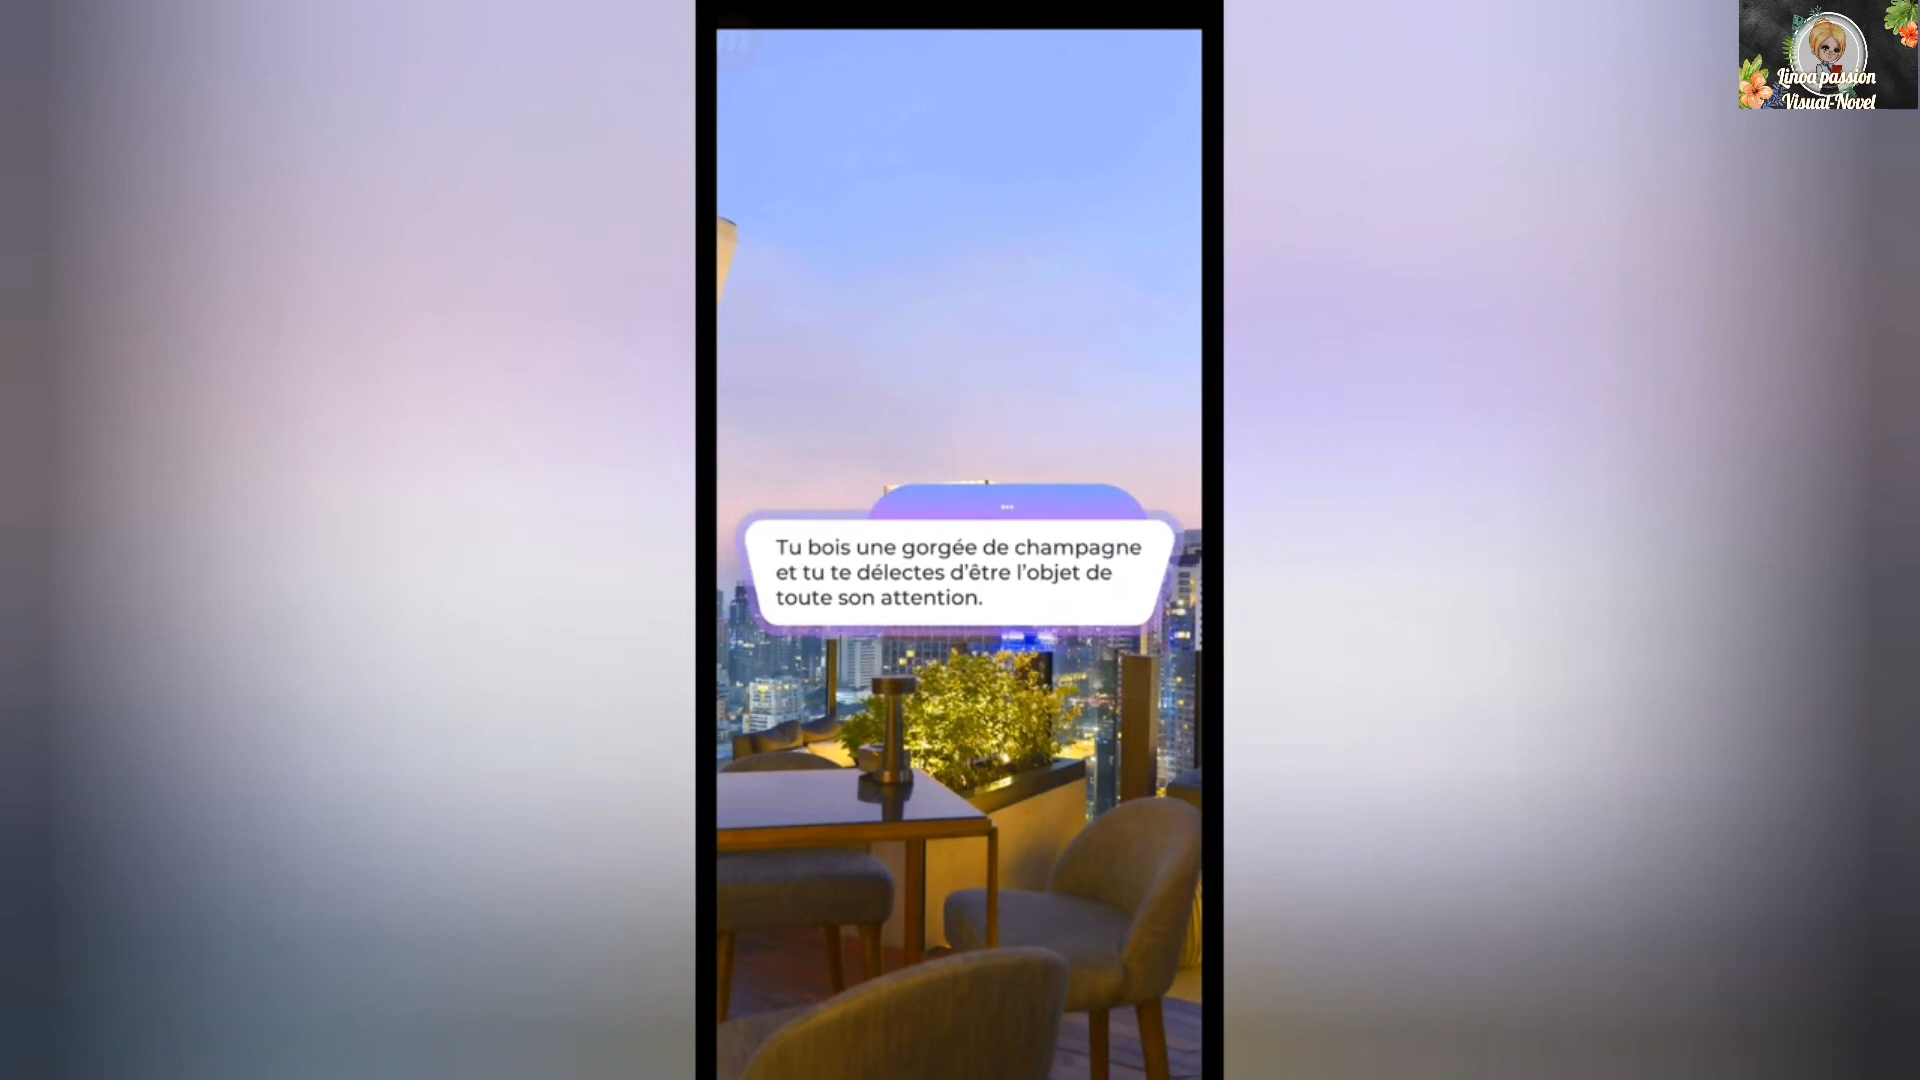 Linoa passion
Visual-Novel
...
Tu bois une gorgée de champagne
et tu te délectes d'être l'objet de
toute son attention.